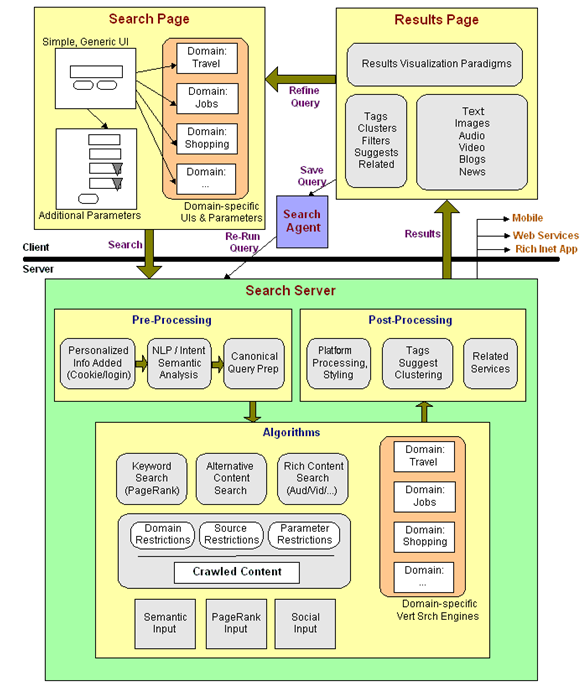 Search Page
Simple, Generic UI
Domain:
Travel
Domain:
Jobs
Domain:
Shopping
Domain:
...
Additional Parameters
Domain-specific
UIs & Parameters
Results Page
Results Visualization Paradigms
Tags
Clusters
Filters
Suggests
Related
Text
Images
Audio
Video
Blogs
News
Refine
Query
Save
Query
Search
Agent
Re-Run
Query
Search
Results
Mobile
Web Services
Rich Inet App
Client
Server
Search Server
Pre-Processing
Personalized
Info Added
(Cookie/login)
NLP / Intent
Semantic
Analysis
Canonical
Query Prep
Post-Processing
Platform
Processing,
Styling
Tags
Suggest
Clustering
Related
Services
Algorithms
Keyword
Search
(PageRank)
Alternative
Content
Search
Rich Content
Search
(Aud/Vid/...)
Domain
Restrictions
Source
Restrictions
Parameter
Restrictions
Crawled Content
Semantic
Input
PageRank
Input
Social
Input
Domain:
Travel
Domain:
Jobs
Domain:
Shopping
Domain:
...
Domain-specific
Vert Srch Engines